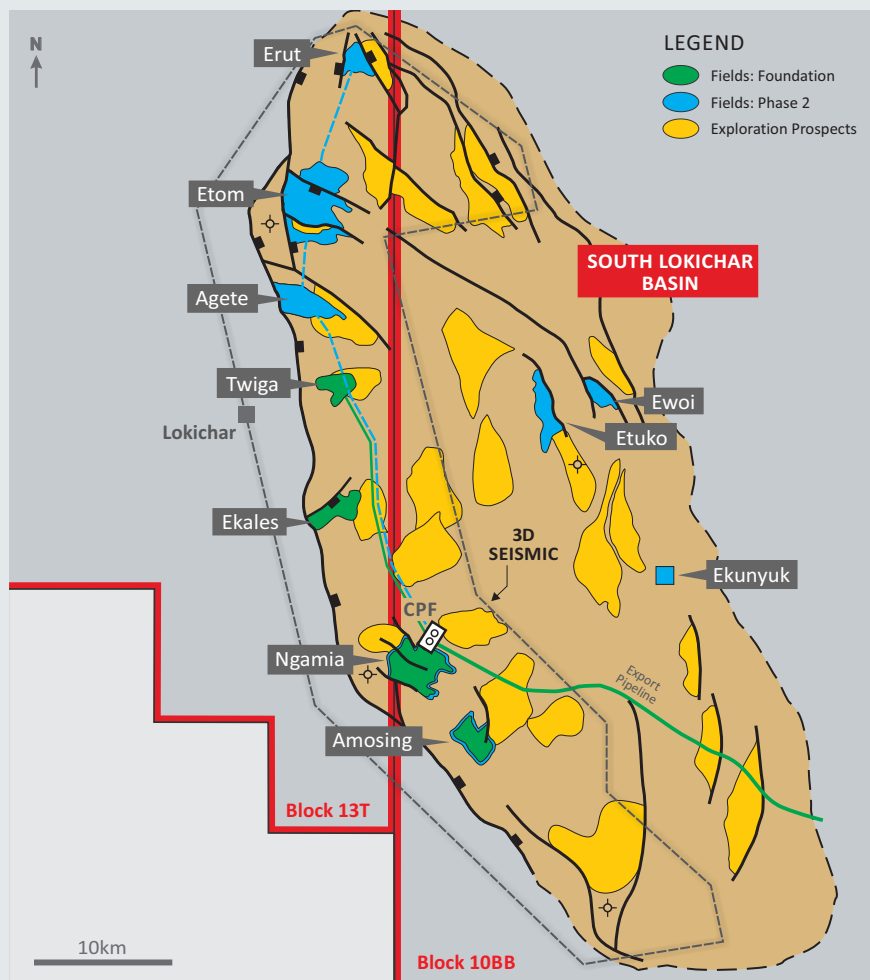 N
Erut
LEGEND
Fields: Foundation
Fields: Phase 2
Exploration Prospects
Etom
SOUTH LOKICHAR
BASIN
Agete
Twiga
Lokichar
Ewoi
Etuko
Ekales
3D
SEISMIC
Ekunyuk
CPF
Ngamia
Export
Pipeline
Amosing
Block 13T
10km
Block 10BB